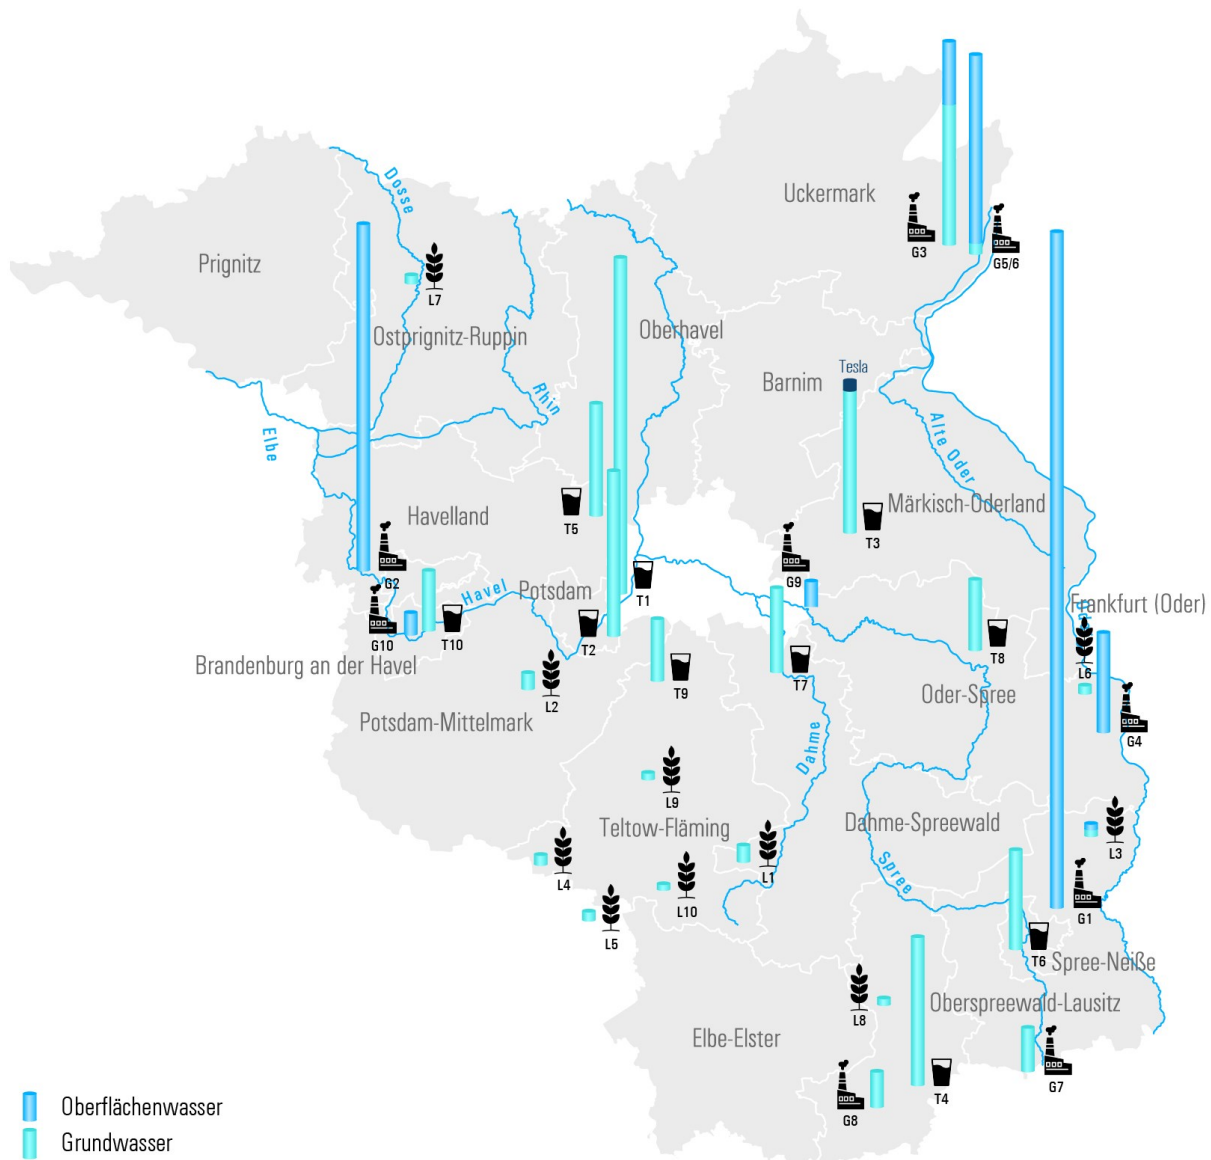 Uckermark
G3
G5/6
Dosse
Prignitz
L7
Ostprignitz-Ruppin
Oberhavel
Rhin
Elbe
Barnim
Tesla
Alte Oder
Märkisch-Oderland
Havelland
T5
T3
G2
G9
Havel
Potsdam
T1
Frankfurt (Oder)
G10
T10
T2
T8
Brandenburg an der Havel
T7
L6
T9
L2
Oder-Spree
Potsdam-Mittelmark
G4
Dahme
L9
Teltow-Fläming
Dahme-Spreewald
L3
L4
L1
Spree
L10
L5
G1
T6
Spree-Neiße
L8
Oberspreewald-Lausitz
Elbe-Elster
G7
T4
G8
Oberflächenwasser
Grundwasser